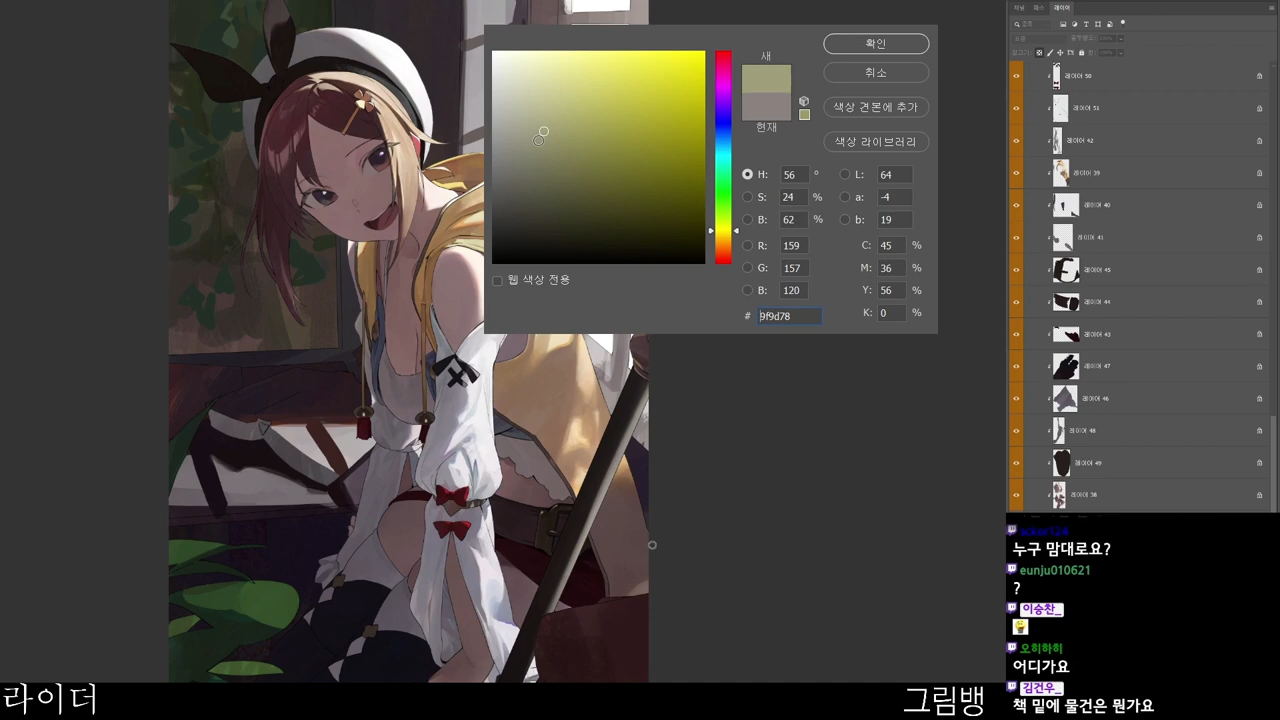 채널 패스 레이어
새
현재
확인
취소
색상 견본에 추가
색상 라이브러리
H: 56 °
S: 24 %
B: 62 %
R: 159
G: 157
B: 120
L: 64
a: -4
b: 19
C: 45 %
M: 36 %
Y: 56 %
K: 0 %
웹 색상 전용
# 9f9d78
레이어 50
레이어 51
레이어 42
레이어 39
레이어 40
레이어 41
레이어 45
레이어 44
레이어 43
레이어 47
레이어 46
레이어 48
레이어 49
레이어 38
누구 맘대로요?
eunju010621
?
이승찬_
오히하히
어디가요
김건우_
책 밑에 물건은 뭔가요
라이더
그림뱅